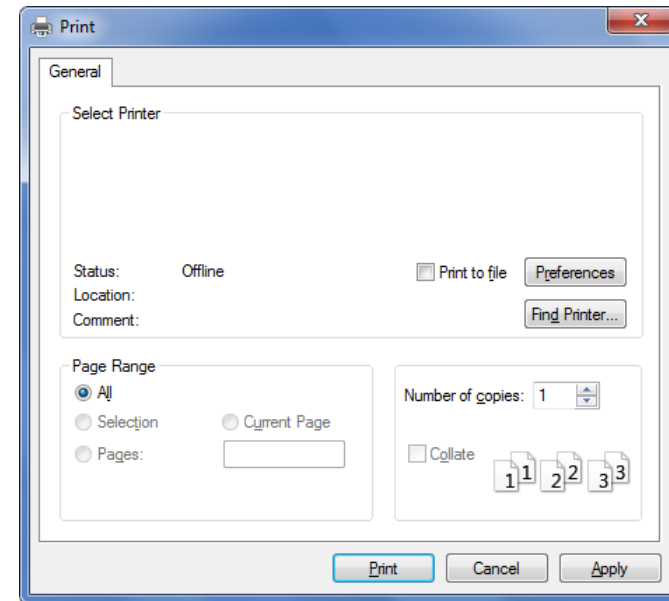 Print
General
Select Printer
Status: Offline
Print to file
Preferences
Location:
Comment:
Find Printer...
Page Range
All
Selection
Current Page
Pages:
Number of copies: 1
Collate
1 1 2 2 3 3
Print
Cancel
Apply